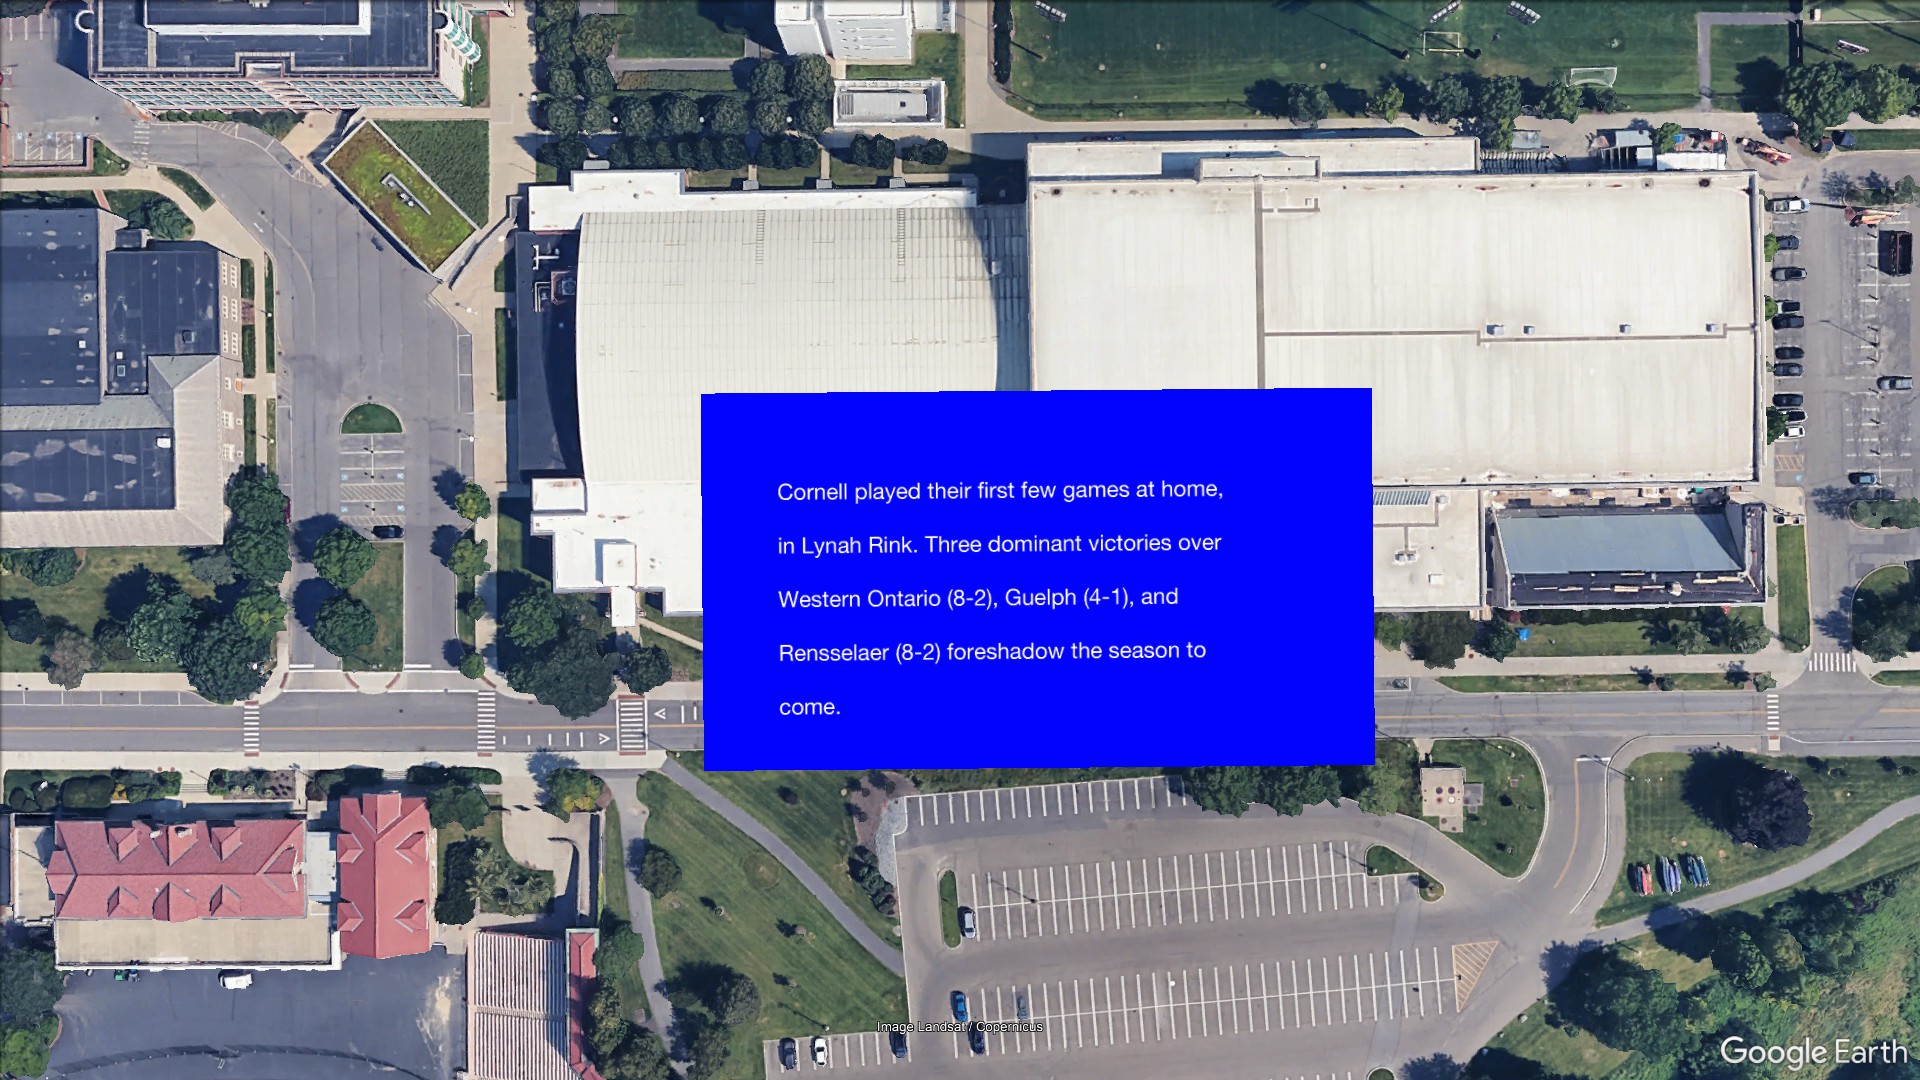 Cornell played their first few games at home,
in Lynah Rink. Three dominant victories over
Western Ontario (8-2), Guelph (4-1), and
Rensselaer (8-2) foreshadow the season to
come.
Image Landsat / Copernicus
Google Earth